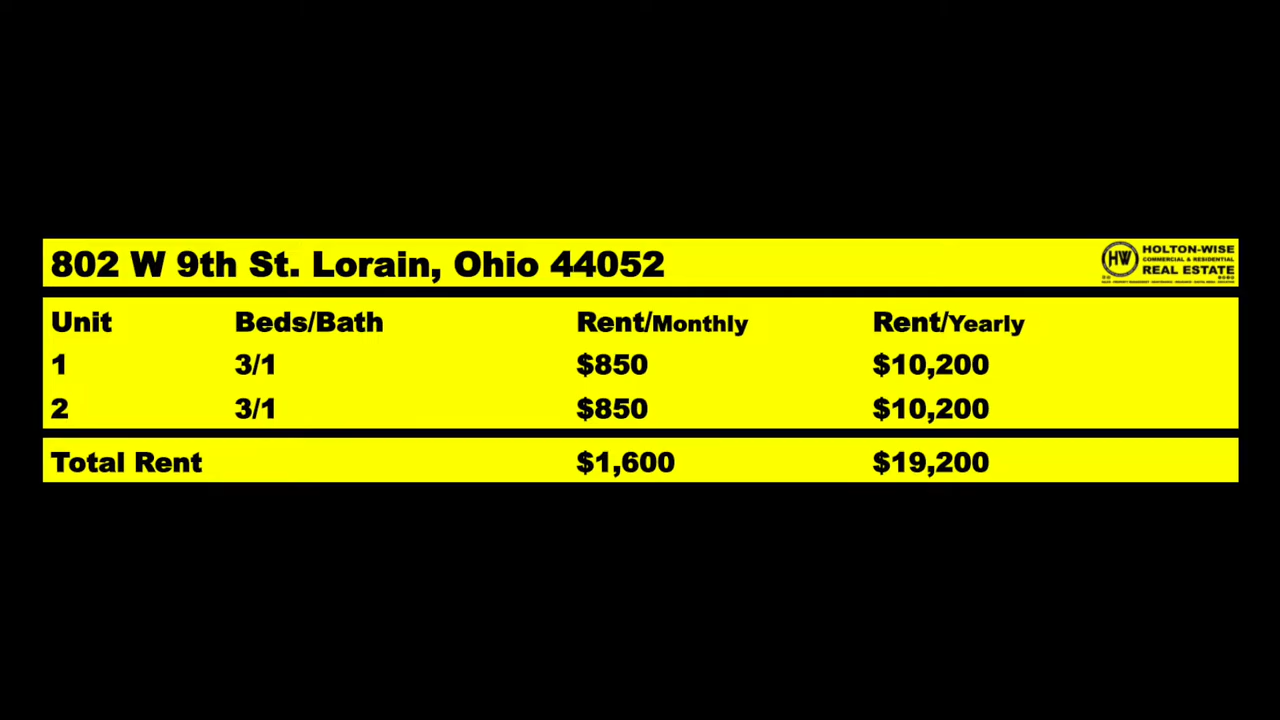 802 W 9th St. Lorain, Ohio 44052
HW
HOLTON-WISE
COMMERCIAL & RESIDENTIAL
REAL ESTATE
Unit Beds/Bath Rent/Monthly Rent/Yearly
1 3/1 $850 $10,200
2 3/1 $850 $10,200
Total Rent $1,600 $19,200